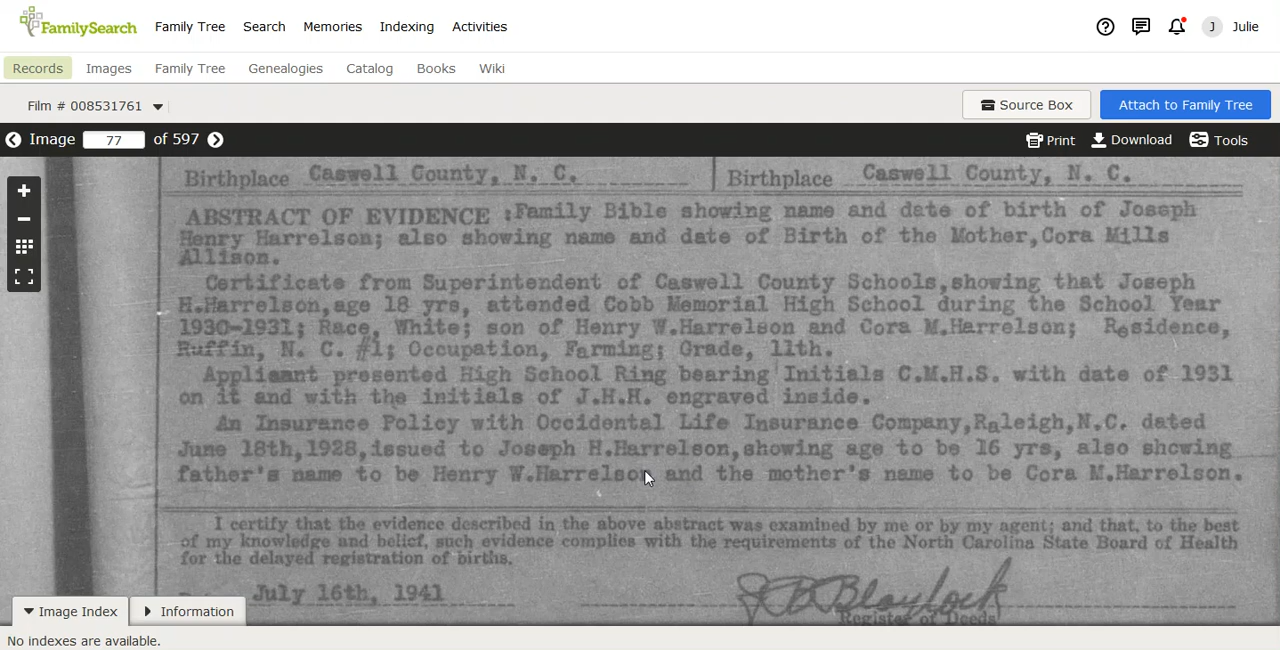 FamilySearch Family Tree Search Memories Indexing Activities J Julie
Records Images Family Tree Genealogies Catalog Books Wiki
Film # 008531761 Source Box Attach to Family Tree
Image 77 of 597 Print Download Tools
Birthplace Caswell County, N. C. Birthplace Caswell County, N. C.
ABSTRACT OF EVIDENCE :Family Bible showing name and date of birth of Joseph
Henry Harrelson; also showing name and date of Birth of the Mother,Cora Mills
Allison.
Certificate from Superintendent of Caswell County Schools,showing that Joseph
H.Harrelson,age 18 yrs, attended Cobb Memorial High School during the School Year
1930-1931; Race, White; son of Henry W.Harrelson and Cora M.Harrelson; Residence,
Ruffin, N. C. #1; Occupation, Farming; Grade, 11th.
Applicant presented High School Ring bearing Initials C.M.H.S. with date of 1931
on it and with the initials of J.H.H. engraved inside.
An Insurance Policy with Occidental Life Insurance Company,Raleigh,N.C. dated
June 18th,1928,issued to Joseph H.Harrelson,showing age to be 16 yrs, also showing
father's name to be Henry W.Harrelson and the mother's name to be Cora M.Harrelson.
I certify that the evidence described in the above abstract was examined by me or by my agent; and that, to the best
of my knowledge and belief, such evidence complies with the requirements of the North Carolina State Board of Health
for the delayed registration of births.
July 16th, 1941 Blaylock
Register of Deeds
Image Index Information
No indexes are available.